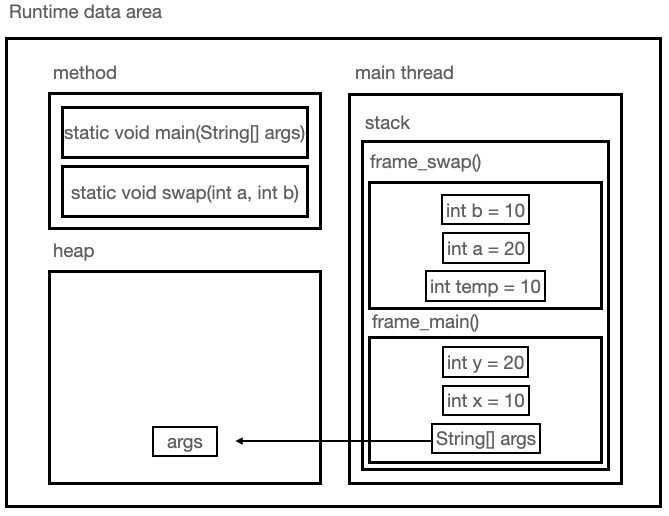 Runtime data area
method
static void main(String[] args)
static void swap(int a, int b)
heap
args
main thread
stack
frame_swap()
int b = 10
int a = 20
int temp = 10
frame_main()
int y = 20
int x = 10
String[] args